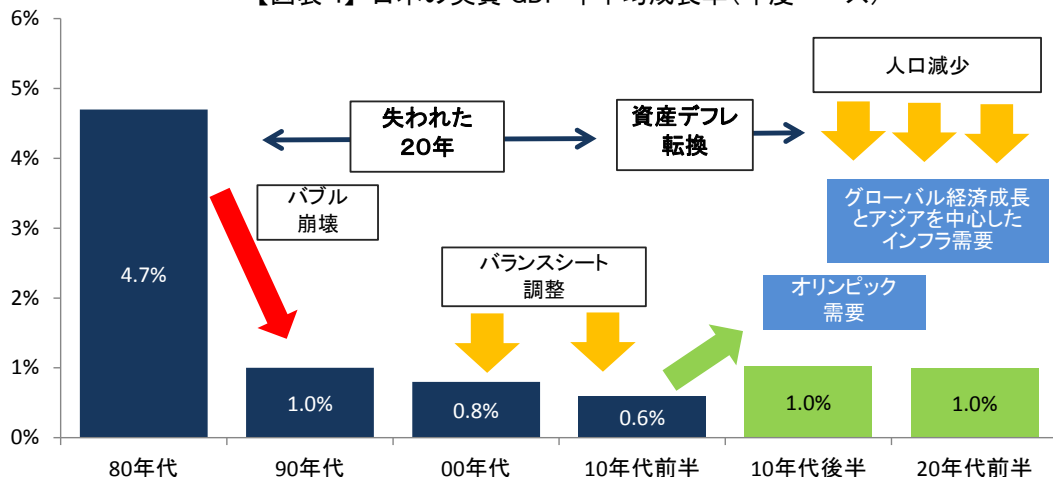 6%
5%
4%
3%
2%
1%
0%
人口減少
失われた
20年
資産デフレ
転換
バブル
崩壊
グローバル経済成長
とアジアを中心した
インフラ需要
バランスシート
調整
オリンピック
需要
4.7%
1.0%
0.8%
0.6%
1.0%
1.0%
80年代
90年代
00年代
10年代前半
10年代後半
20年代前半